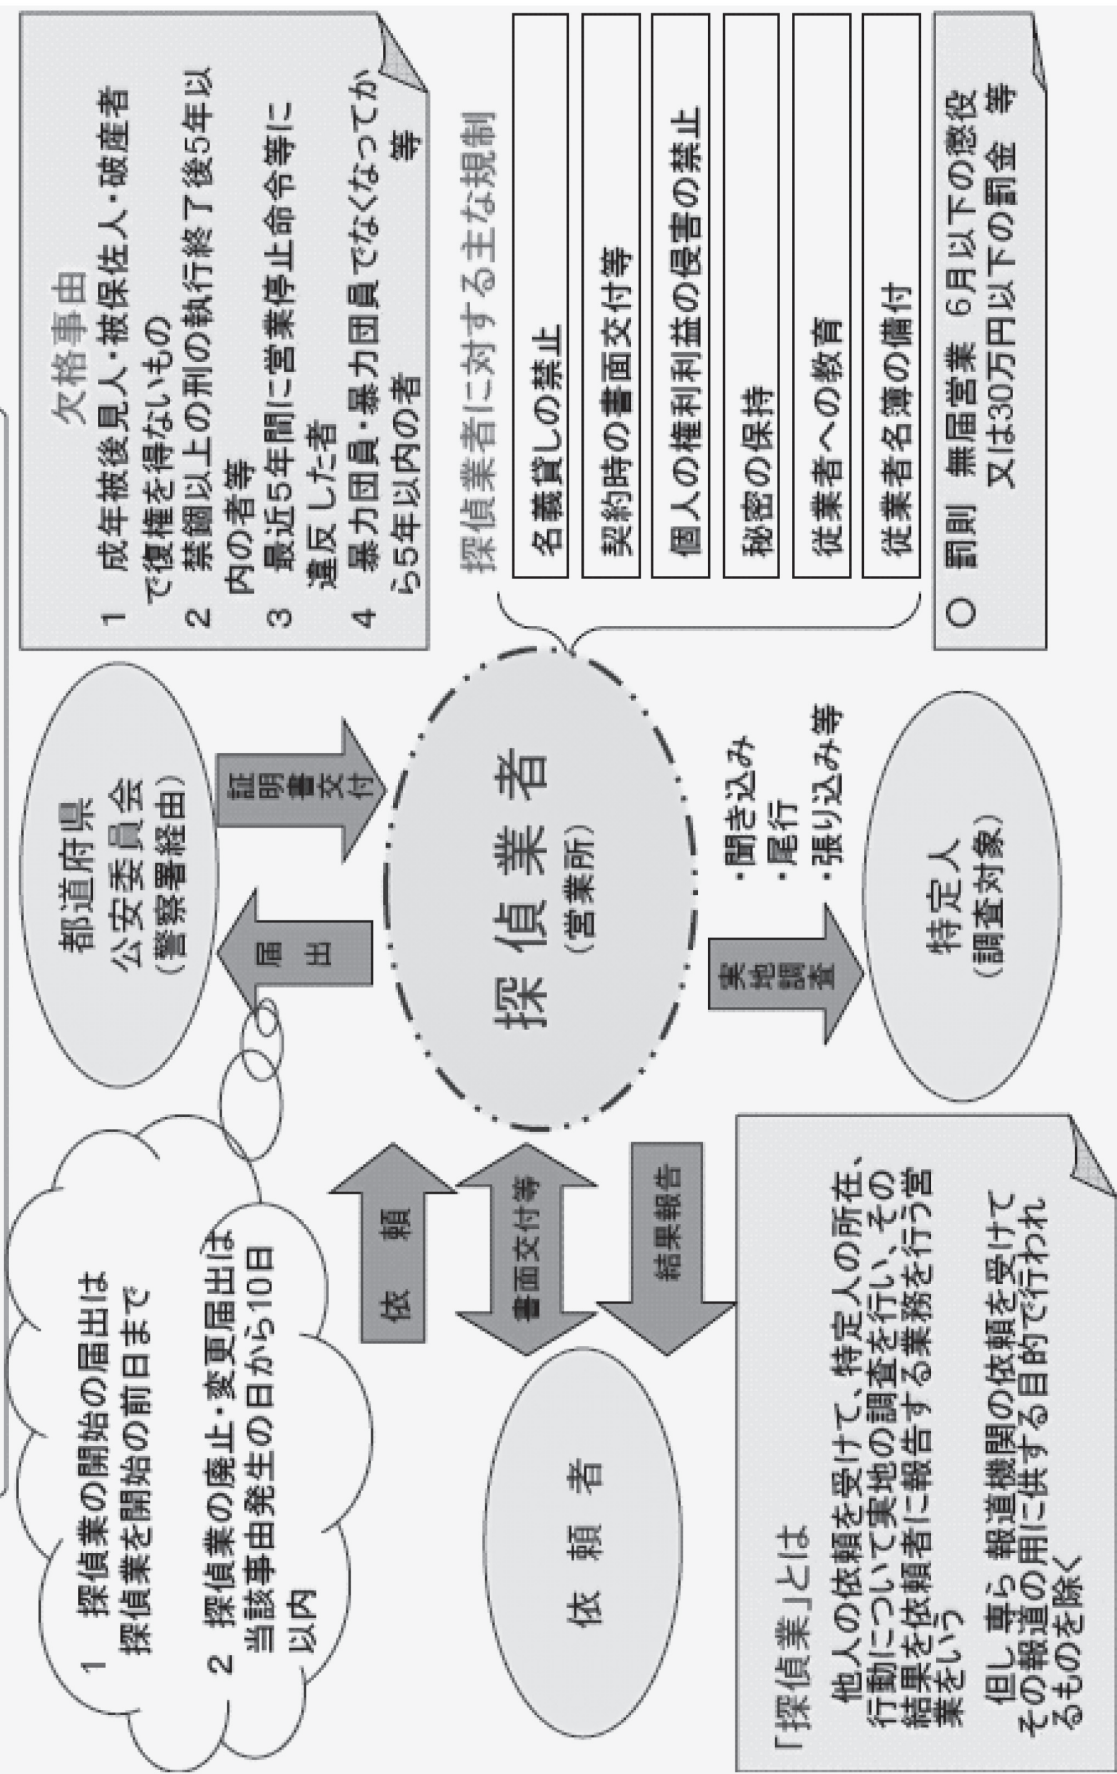 1 探偵業の開始の届出は
探偵業を開始の前日まで
2 探偵業の廃止・変更届出は
当該事由発生の日から10日
以内
都道府県
公安委員会
(警察署経由)
届出
証明書交付
欠格事由
1 成年被後見人・被保佐人・破産者
で復権を得ないもの
2 禁錮以上の刑の執行終了後5年以
内の者等
3 最近5年間に営業停止命令等に
違反した者
4 暴力団員・暴力団員でなくなってか
ら5年以内の者 等
依頼者
依頼
書面交付等
結果報告
探偵業者
(営業所)
探偵業者に対する主な規制
名義貸しの禁止
契約時の書面交付等
個人の権利利益の侵害の禁止
秘密の保持
従業者への教育
従業者名簿の備付
「探偵業」とは
他人の依頼を受けて、特定人の所在、
行動について実地の調査を行い、その
結果を依頼者に報告する業務を行う営
業をいう
但し 専ら 報道機関の依頼を受けて
その報道の用に供する目的で行われ
るものを除く
実地調査
・聞き込み
・尾行
・張り込み等
特定人
(調査対象)
○ 罰則 無届営業 6月以下の懲役
又は30万円以下の罰金 等